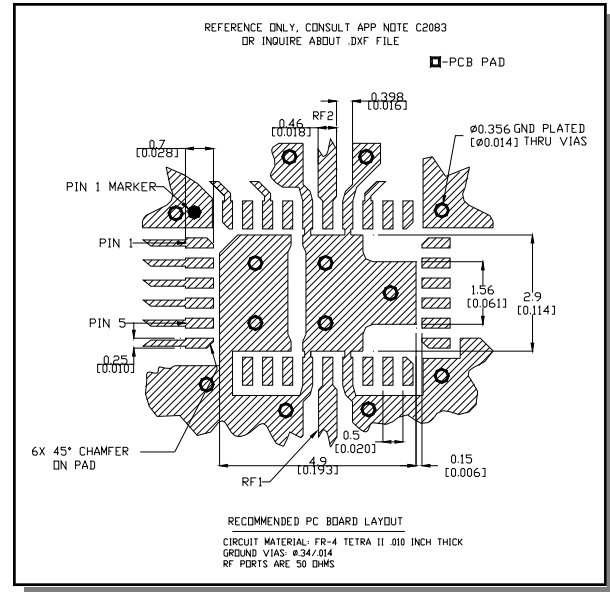 REFERENCE ONLY, CONSULT APP NOTE C2083
OR INQUIRE ABOUT .DXF FILE
-PCB PAD
0.398
[0.016]
RF2
0.46
[0.018]
Ø0.356 GND PLATED
[Ø0.014] THRU VIAS
0.7
[0.028]
PIN 1 MARKER
PIN 1
1.56
[0.061]
2.9
[0.114]
PIN 5
0.25
[0.010]
6X 45° CHAMFER
ON PAD
0.5
[0.020]
4.9
[0.193]
0.15
[0.006]
RF1
RECOMMENDED PC BOARD LAYOUT
CIRCUIT MATERIAL: FR-4 TETRA II .010 INCH THICK
GROUND VIAS: Ø.34/.014
RF PORTS ARE 50 OHMS